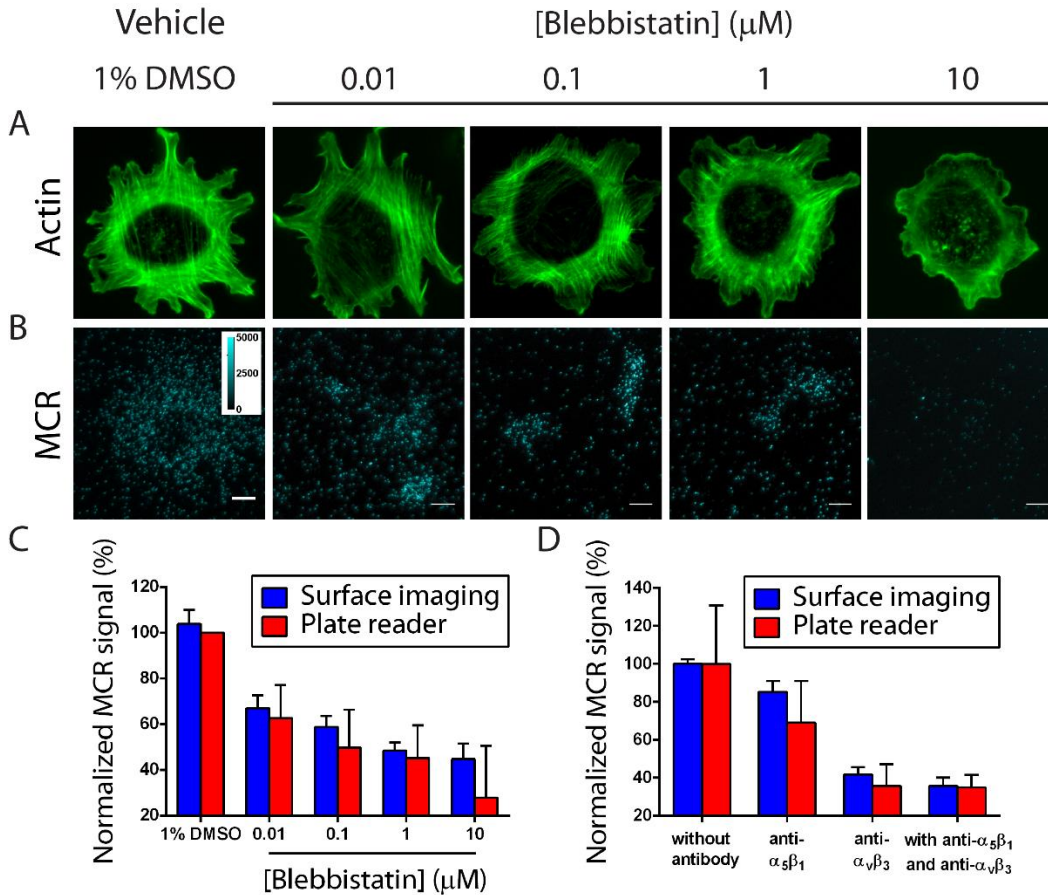 Vehicle [Blebbistatin] (μM)
1% DMSO 0.01 0.1 1 10
A
Actin
B
MCR
5000
2500
0
C
Normalized MCR signal (%)
120
100
80
60
40
20
Surface imaging
Plate reader
1% DMSO 0.01 0.1 1 10
[Blebbistatin] (μM)
D
Normalized MCR signal (%)
140
120
100
80
60
40
20
Surface imaging
Plate reader
without antibody
anti-α₅β₁
anti-αᵥβ₃
with anti-α₅β₁
and anti-αᵥβ₃